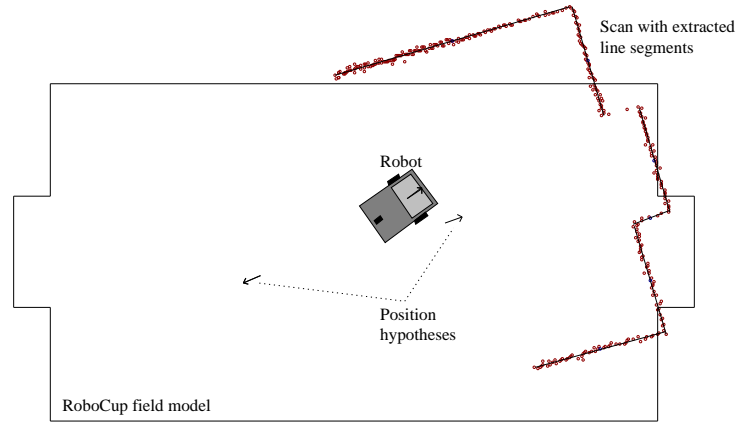 Scan with extracted
line segments
Robot
Position
hypotheses
RoboCup field model